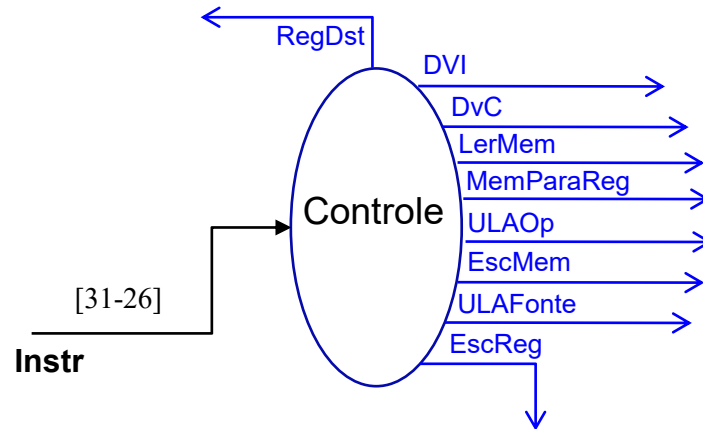 RegDst
DVI
DvC
LerMem
MemParaReg
Controle
ULAOp
EscMem
[31-26]
ULAFonte
Instr
EscReg